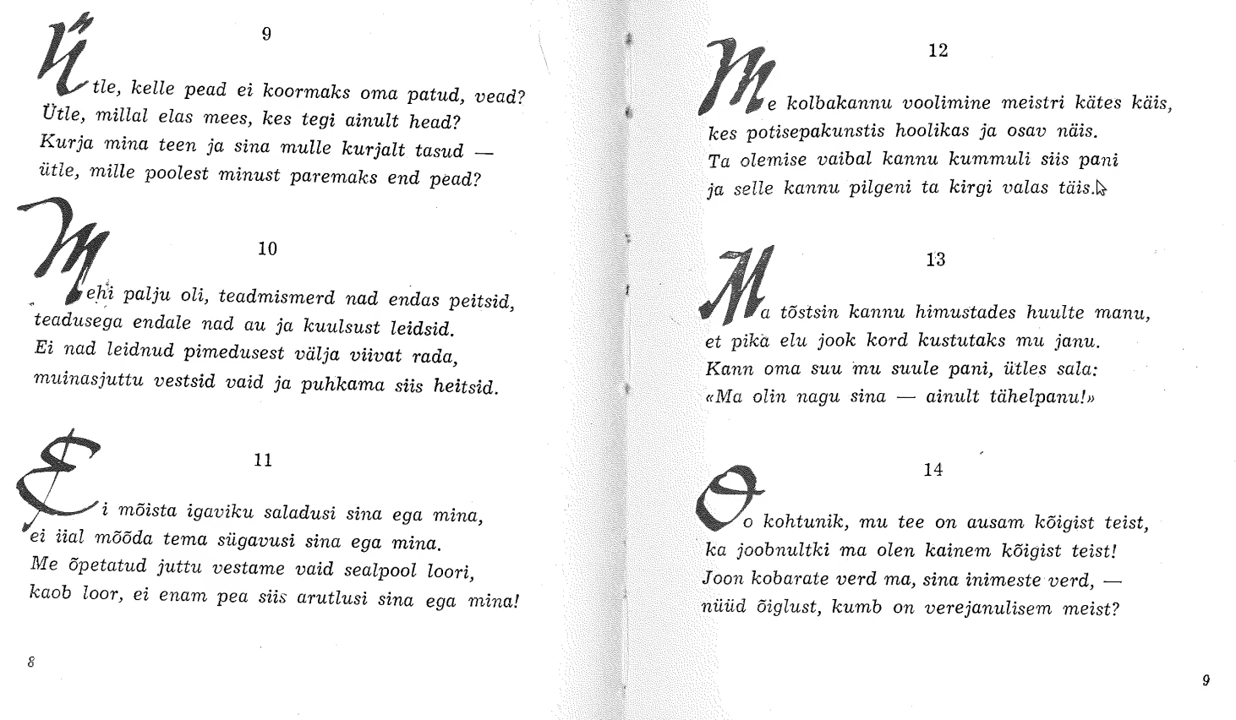 9
Ütle, kelle pead ei koormaks oma patud, vead?
Ütle, millal elas mees, kes tegi ainult head?
Kurja mina teen ja sina mulle kurjalt tasud —
ütle, mille poolest minust paremaks end pead?
10
Mehi palju oli, teadmismerd nad endas peitsid,
teadusega endale nad au ja kuulsust leidsid.
Ei nad leidnud pimedusest välja viivat rada,
muinasjuttu vestsid vaid ja puhkama siis heitsid.
11
Ei mõista igaviku saladusi sina ega mina,
ei iial mõõda tema sügavusi sina ega mina.
Me õpetatud juttu vestame vaid sealpool loori,
kaob loor, ei enam pea siis arutlusi sina ega mina!
8
12
Me kolbakannu voolimine meistri kätes käis,
kes potisepakunstis hoolikas ja osav näis.
Ta olemise vaibal kannu kummuli siis pani
ja selle kannu pilgeni ta kirgi valas täis.
13
Ma tõstsin kannu himustades huulte manu,
et pika elu jook kord kustutaks mu janu.
Kann oma suu mu suule pani, ütles sala:
«Ma olin nagu sina — ainult tähelpanu!»
14
Oo kohtunik, mu tee on ausam kõigist teist,
ka joobnultki ma olen kainem kõigist teist!
Joon kobarate verd ma, sina inimeste verd, —
nüüd õiglust, kumb on verejanulisem meist?
9